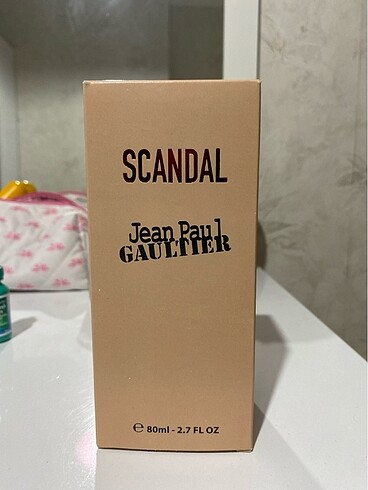 SCANDAL
Jean Paul
GAULTIER
℮ 80ml - 2.7 FL OZ